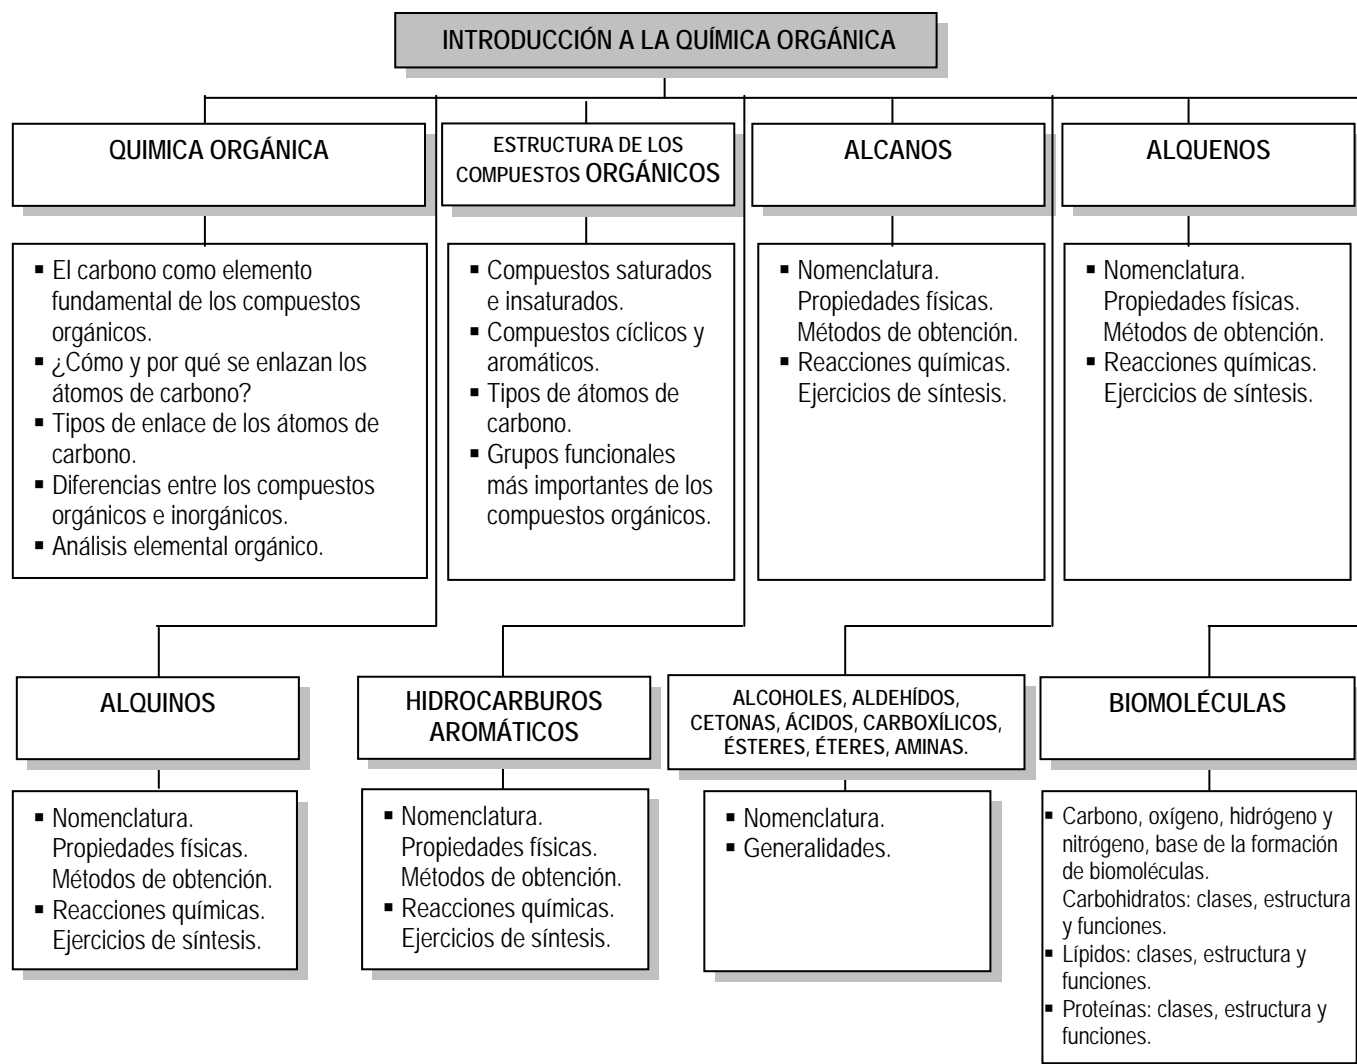 INTRODUCCIÓN A LA QUÍMICA ORGÁNICA
QUIMICA ORGÁNICA
▪ El carbono como elemento
fundamental de los compuestos
orgánicos.
▪ ¿Cómo y por qué se enlazan los
átomos de carbono?
▪ Tipos de enlace de los átomos de
carbono.
▪ Diferencias entre los compuestos
orgánicos e inorgánicos.
▪ Análisis elemental orgánico.
ESTRUCTURA DE LOS
COMPUESTOS ORGÁNICOS
▪ Compuestos saturados
e insaturados.
▪ Compuestos cíclicos y
aromáticos.
▪ Tipos de átomos de
carbono.
▪ Grupos funcionales
más importantes de los
compuestos orgánicos.
ALCANOS
▪ Nomenclatura.
Propiedades físicas.
Métodos de obtención.
▪ Reacciones químicas.
Ejercicios de síntesis.
ALQUENOS
▪ Nomenclatura.
Propiedades físicas.
Métodos de obtención.
▪ Reacciones químicas.
Ejercicios de síntesis.
ALQUINOS
▪ Nomenclatura.
Propiedades físicas.
Métodos de obtención.
▪ Reacciones químicas.
Ejercicios de síntesis.
HIDROCARBUROS
AROMÁTICOS
▪ Nomenclatura.
Propiedades físicas.
Métodos de obtención.
▪ Reacciones químicas.
Ejercicios de síntesis.
ALCOHOLES, ALDEHÍDOS,
CETONAS, ÁCIDOS, CARBOXÍLICOS,
ÉSTERES, ÉTERES, AMINAS.
▪ Nomenclatura.
▪ Generalidades.
BIOMOLÉCULAS
▪ Carbono, oxígeno, hidrógeno y
nitrógeno, base de la formación
de biomoléculas.
Carbohidratos: clases, estructura
y funciones.
▪ Lípidos: clases, estructura y
funciones.
▪ Proteínas: clases, estructura y
funciones.